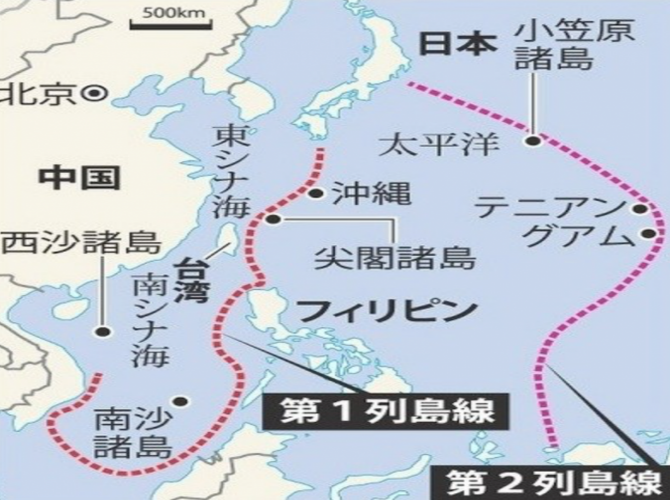 500km
日本
小笠原
諸島
北京
東シナ海
太平洋
中国
沖縄
テニアン
グアム
西沙諸島
尖閣諸島
台湾
南シナ海
フィリピン
第1列島線
南沙
諸島
第2列島線